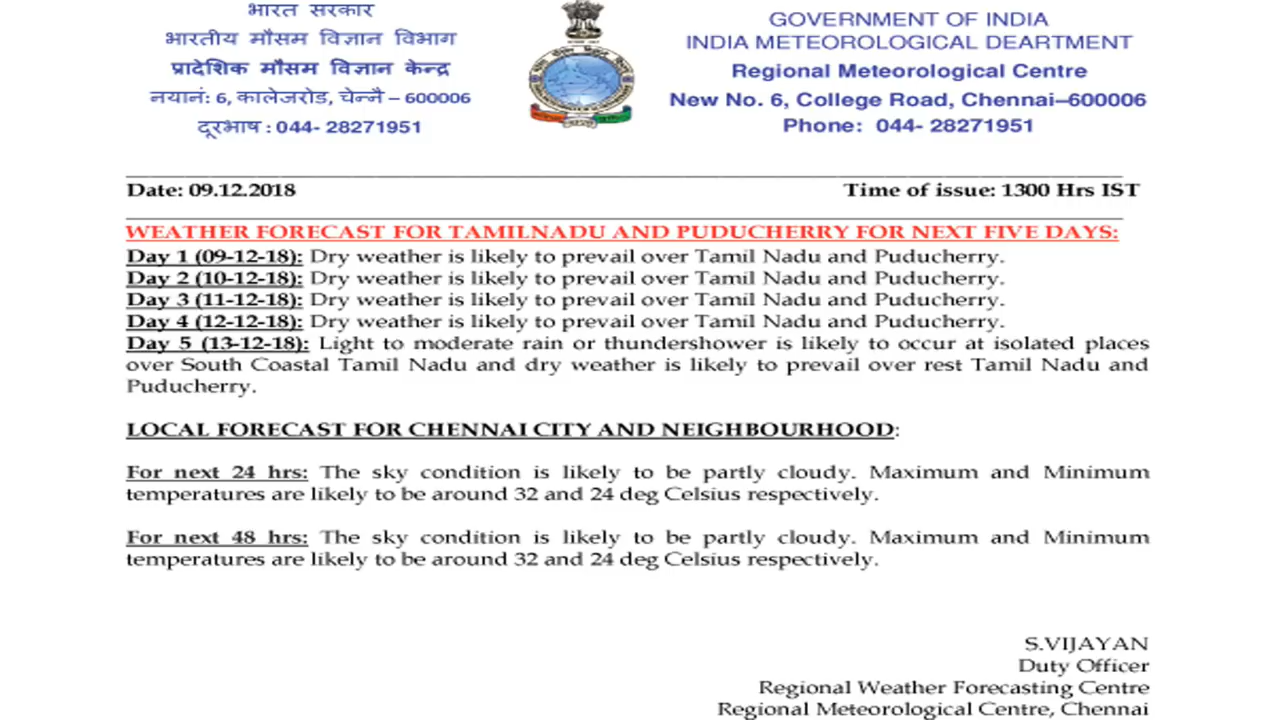 भारत सरकार
भारतीय मौसम विज्ञान विभाग
प्रादेशिक मौसम विज्ञान केन्द्र
नयानं: 6, कालेजरोड, चेन्नै – 600006
दूरभाष : 044- 28271951
GOVERNMENT OF INDIA
INDIA METEOROLOGICAL DEARTMENT
Regional Meteorological Centre
New No. 6, College Road, Chennai–600006
Phone: 044- 28271951
Date: 09.12.2018 Time of issue: 1300 Hrs IST
WEATHER FORECAST FOR TAMILNADU AND PUDUCHERRY FOR NEXT FIVE DAYS:
Day 1 (09-12-18): Dry weather is likely to prevail over Tamil Nadu and Puducherry.
Day 2 (10-12-18): Dry weather is likely to prevail over Tamil Nadu and Puducherry.
Day 3 (11-12-18): Dry weather is likely to prevail over Tamil Nadu and Puducherry.
Day 4 (12-12-18): Dry weather is likely to prevail over Tamil Nadu and Puducherry.
Day 5 (13-12-18): Light to moderate rain or thundershower is likely to occur at isolated places
over South Coastal Tamil Nadu and dry weather is likely to prevail over rest Tamil Nadu and
Puducherry.
LOCAL FORECAST FOR CHENNAI CITY AND NEIGHBOURHOOD:
For next 24 hrs: The sky condition is likely to be partly cloudy. Maximum and Minimum
temperatures are likely to be around 32 and 24 deg Celsius respectively.
For next 48 hrs: The sky condition is likely to be partly cloudy. Maximum and Minimum
temperatures are likely to be around 32 and 24 deg Celsius respectively.
S.VIJAYAN
Duty Officer
Regional Weather Forecasting Centre
Regional Meteorological Centre, Chennai